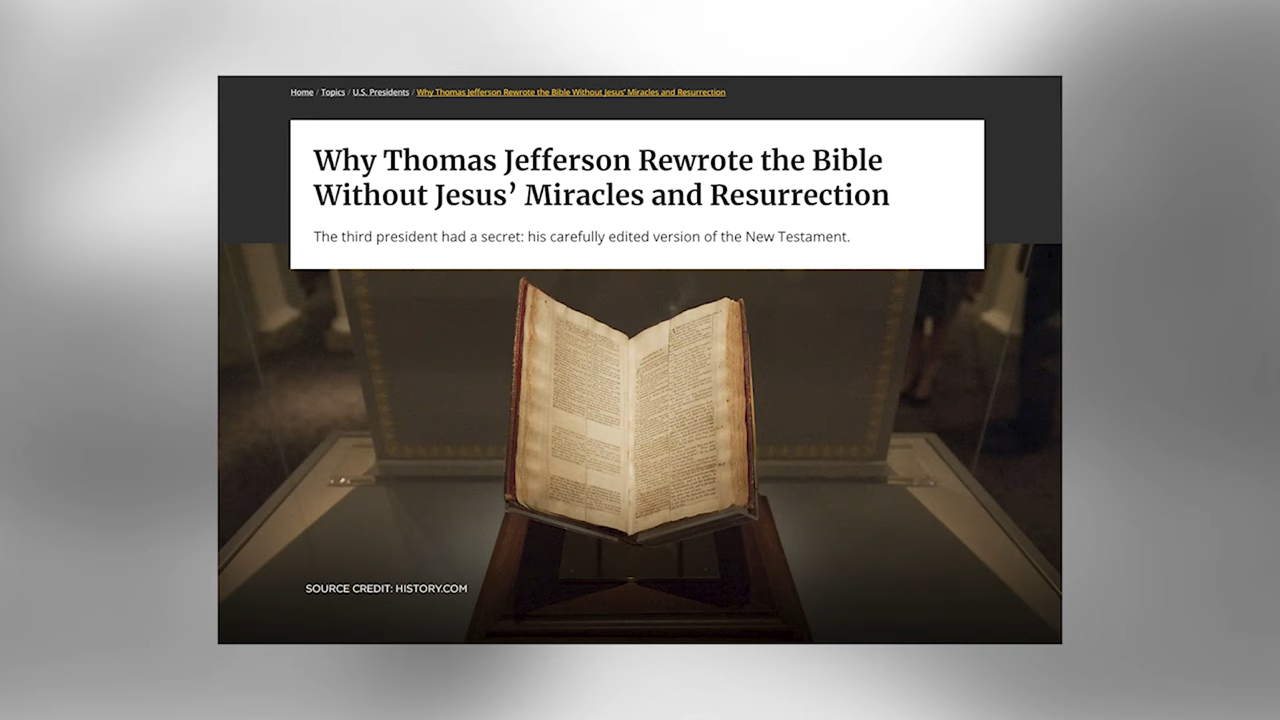 Home / Topics / U.S. Presidents / Why Thomas Jefferson Rewrote the Bible Without Jesus' Miracles and Resurrection
Why Thomas Jefferson Rewrote the Bible
Without Jesus’ Miracles and Resurrection
The third president had a secret: his carefully edited version of the New Testament.
SOURCE CREDIT: HISTORY.COM